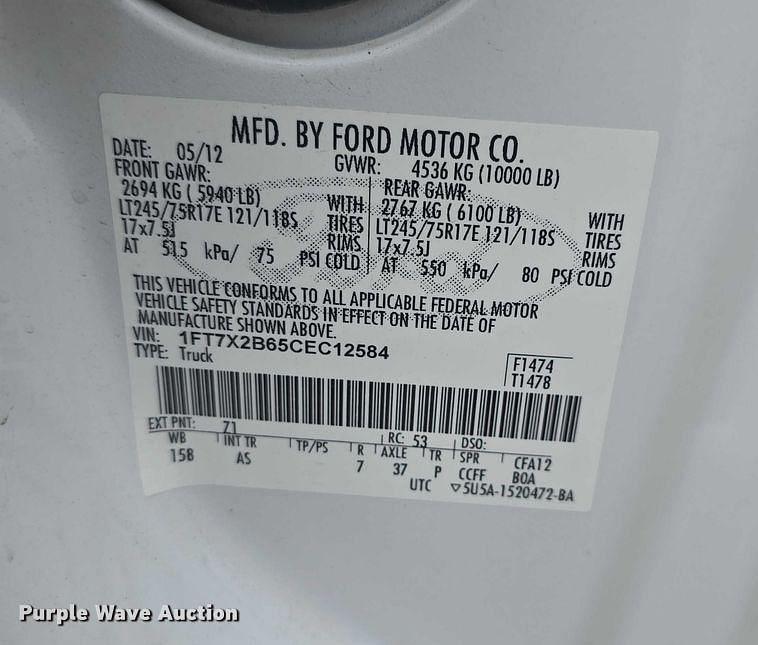 MFD. BY FORD MOTOR CO.
DATE: 05/12 GVWR: 4536 KG (10000 LB)
FRONT GAWR: REAR GAWR:
2694 KG ( 5940 LB) WITH 2767 KG ( 6100 LB) WITH
LT245/75R17E 121/118S TIRES LT245/75R17E 121/118S TIRES
17x7.5J RIMS 17x7.5J RIMS
AT 515 kPa/ 75 PSI COLD AT 550 kPa/ 80 PSI COLD
THIS VEHICLE CONFORMS TO ALL APPLICABLE FEDERAL MOTOR
VEHICLE SAFETY STANDARDS IN EFFECT ON THE DATE OF
MANUFACTURE SHOWN ABOVE.
VIN: 1FT7X2B65CEC12584
TYPE: Truck
F1474
T1478
EXT PNT: 71 RC: 53 DSO:
WB INT TR TP/PS R AXLE TR SPR CFA12
158 AS 7 37 P CCFF BOA
UTC ▽5U5A-1520472-BA
Purple Wave Auction